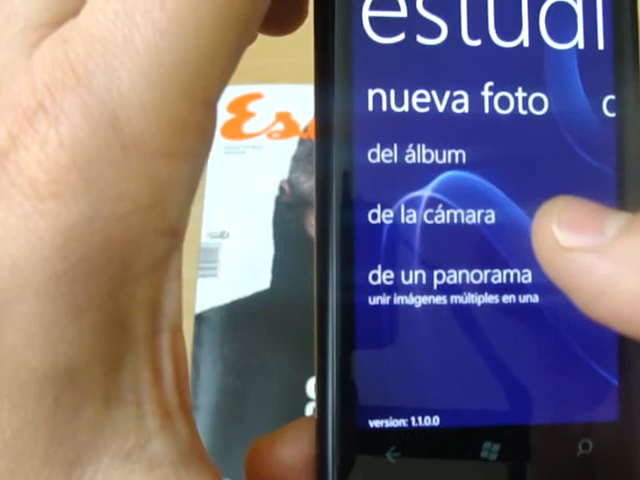 estudi
nueva foto
del álbum
de la cámara
de un panorama
unir imágenes múltiples en una
version: 1.1.0.0
Es